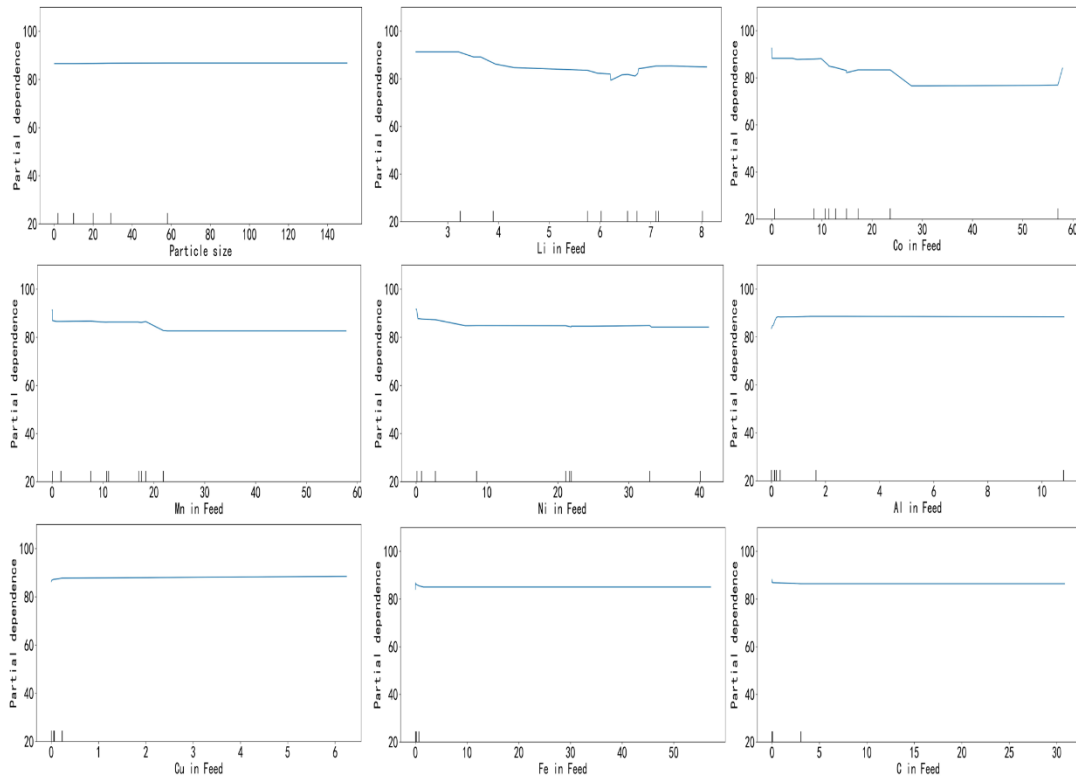 Partial dependence
100
80
60
40
20
0 20 40 60 80 100 120 140
Particle size
Partial dependence
100
80
60
40
20
3 4 5 6 7 8
Li in Feed
Partial dependence
100
80
60
40
20
0 10 20 30 40 50 60
Co in Feed
Partial dependence
100
80
60
40
20
0 10 20 30 40 50 60
Mn in Feed
Partial dependence
100
80
60
40
20
0 10 20 30 40
Ni in Feed
Partial dependence
100
80
60
40
20
0 2 4 6 8 10
Al in Feed
Partial dependence
100
80
60
40
20
0 1 2 3 4 5 6
Cu in Feed
Partial dependence
100
80
60
40
20
0 10 20 30 40 50
Fe in Feed
Partial dependence
100
80
60
40
20
0 5 10 15 20 25 30
C in Feed